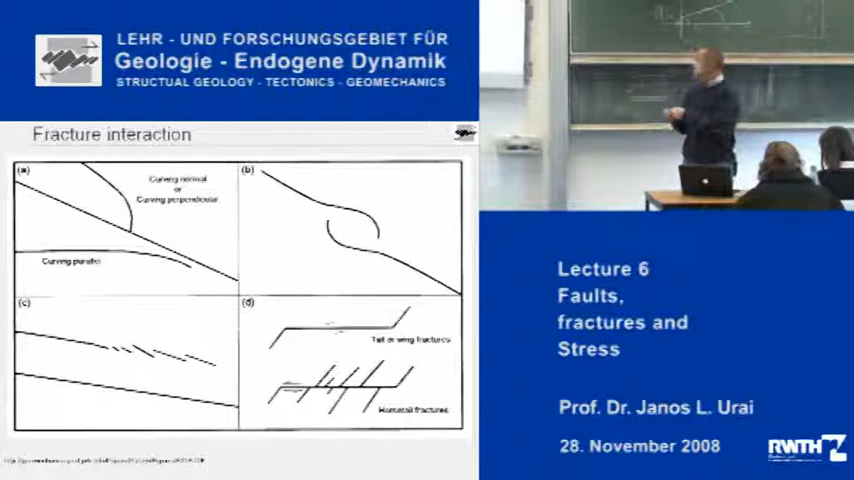 LEHR - UND FORSCHUNGSGEBIET FÜR
Geologie - Endogene Dynamik
STRUCTURAL GEOLOGY - TECTONICS - GEOMECHANICS
Fracture interaction
(a)
Curving normal
or
Curving perpendicular
Curving parallel
(b)
(c)
(d)
Tail or wing fractures
Horsetail fractures
Lecture 6
Faults,
fractures and
Stress
Prof. Dr. Janos L. Urai
28. November 2008
RWTH